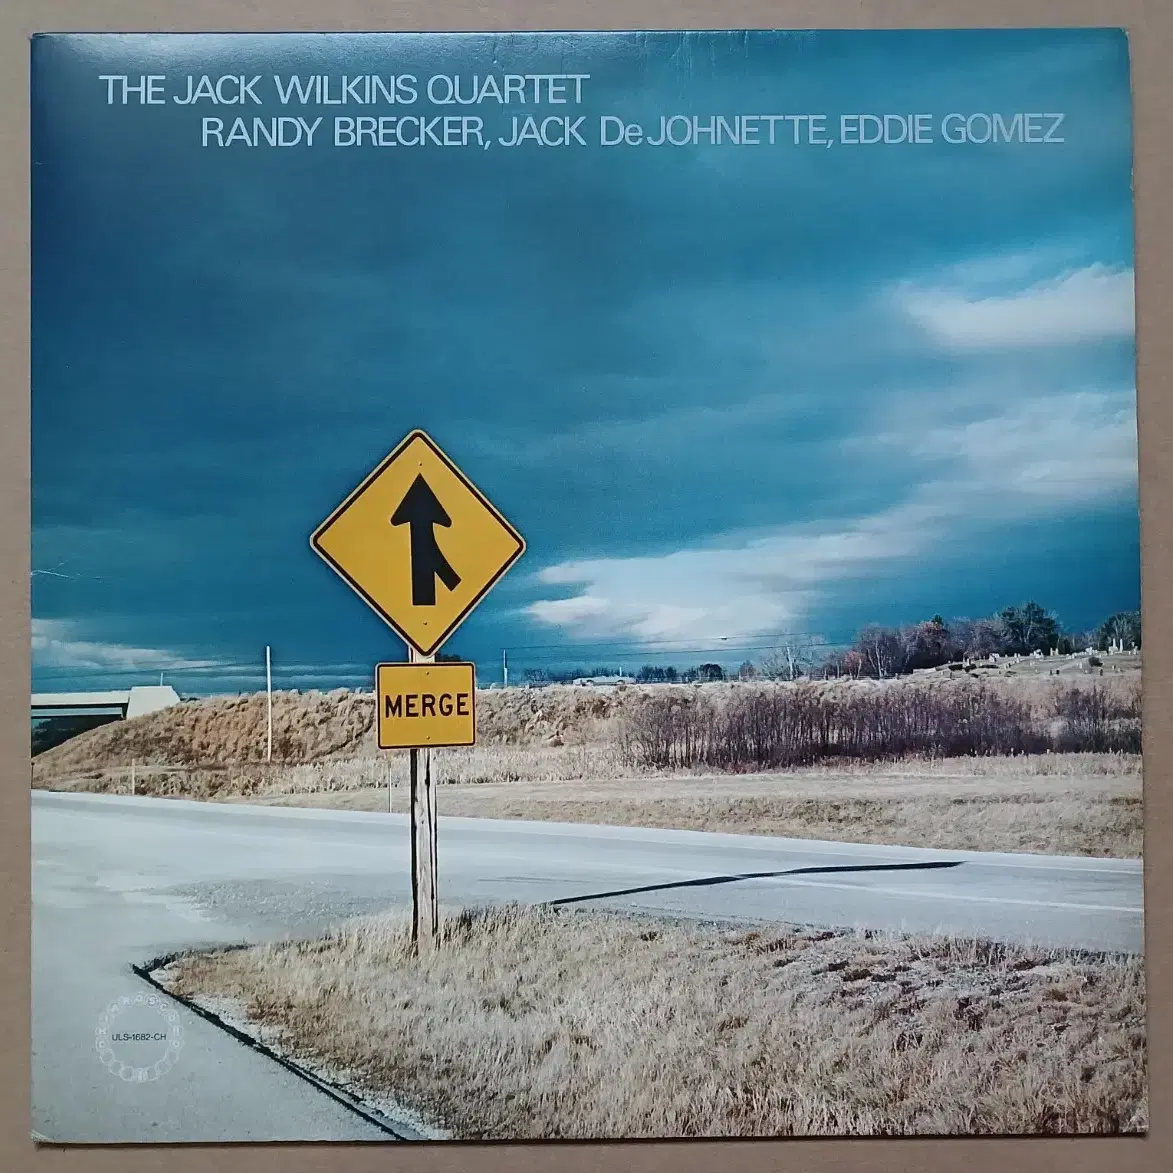 THE JACK WILKINS QUARTET
RANDY BRECKER, JACK DeJOHNETTE, EDDIE GOMEZ
MERGE
ULS-1682-CH